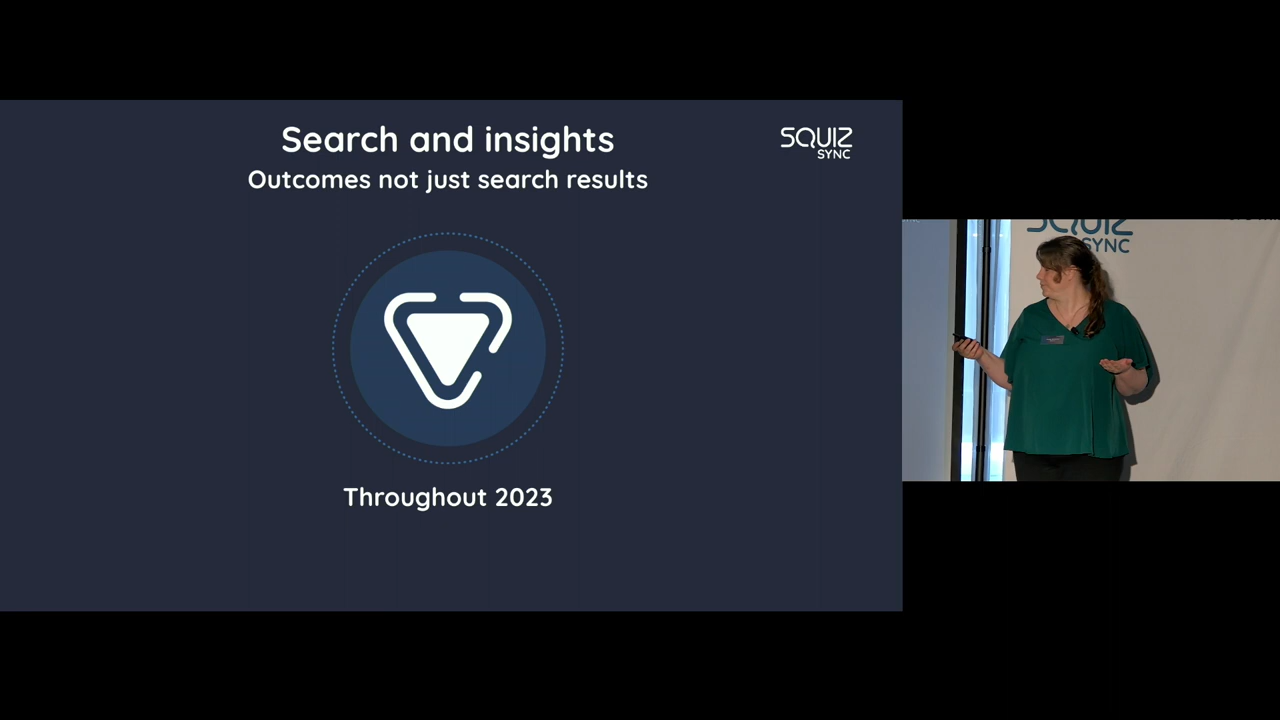 Search and insights
Outcomes not just search results
SQUIZ
SYNC
Throughout 2023
SQUIZ
SYNC